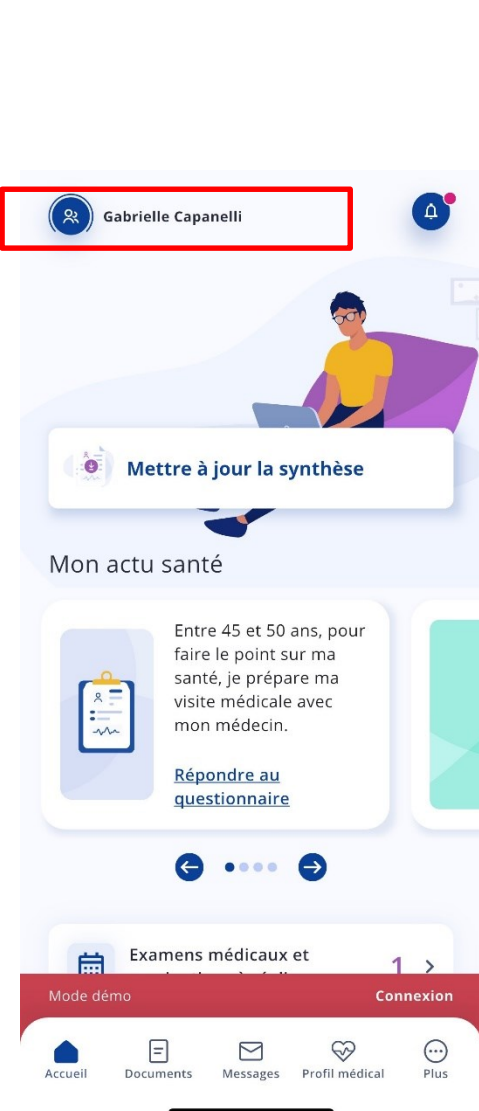 Gabrielle Capanelli
Mettre à jour la synthèse
Mon actu santé
Entre 45 et 50 ans, pour
faire le point sur ma
santé, je prépare ma
visite médicale avec
mon médecin.
Répondre au
questionnaire
Examens médicaux et
1
Mode démo
Connexion
Accueil
Documents
Messages
Profil médical
Plus